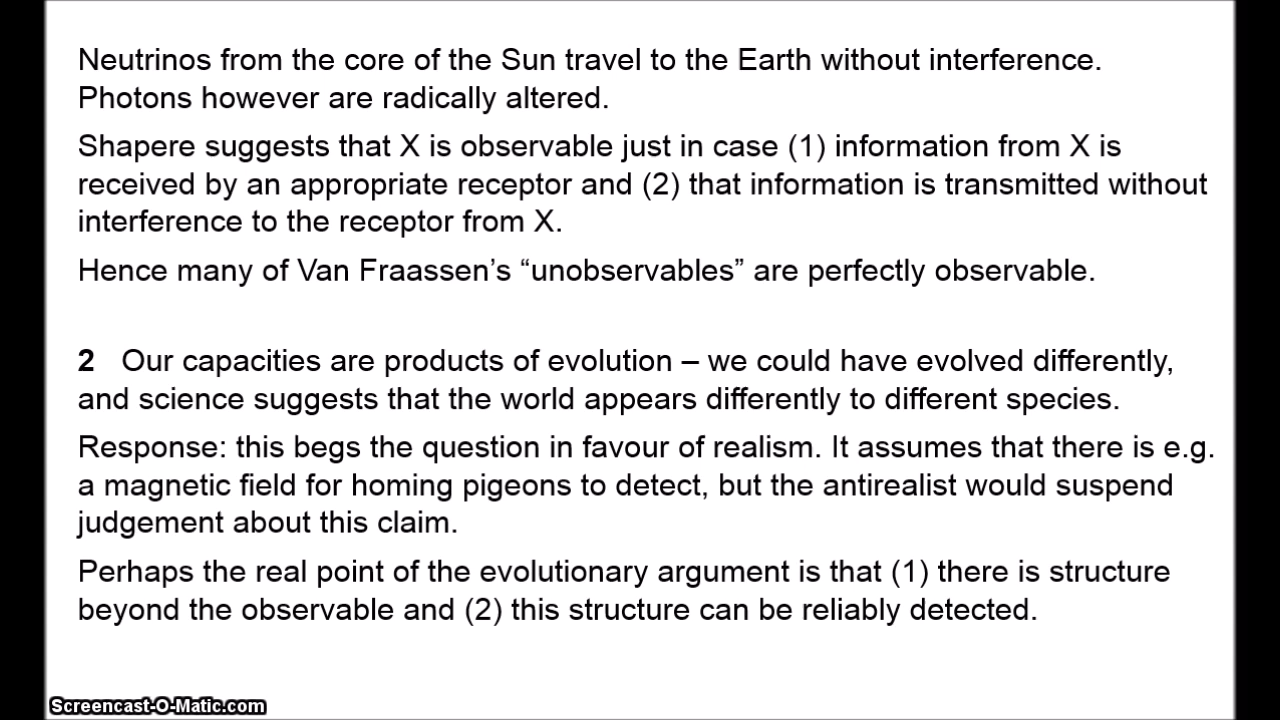 Neutrinos from the core of the Sun travel to the Earth without interference.
Photons however are radically altered.
Shapere suggests that X is observable just in case (1) information from X is
received by an appropriate receptor and (2) that information is transmitted without
interference to the receptor from X.
Hence many of Van Fraassen’s “unobservables” are perfectly observable.
2 Our capacities are products of evolution – we could have evolved differently,
and science suggests that the world appears differently to different species.
Response: this begs the question in favour of realism. It assumes that there is e.g.
a magnetic field for homing pigeons to detect, but the antirealist would suspend
judgement about this claim.
Perhaps the real point of the evolutionary argument is that (1) there is structure
beyond the observable and (2) this structure can be reliably detected.
Screencast-O-Matic.com